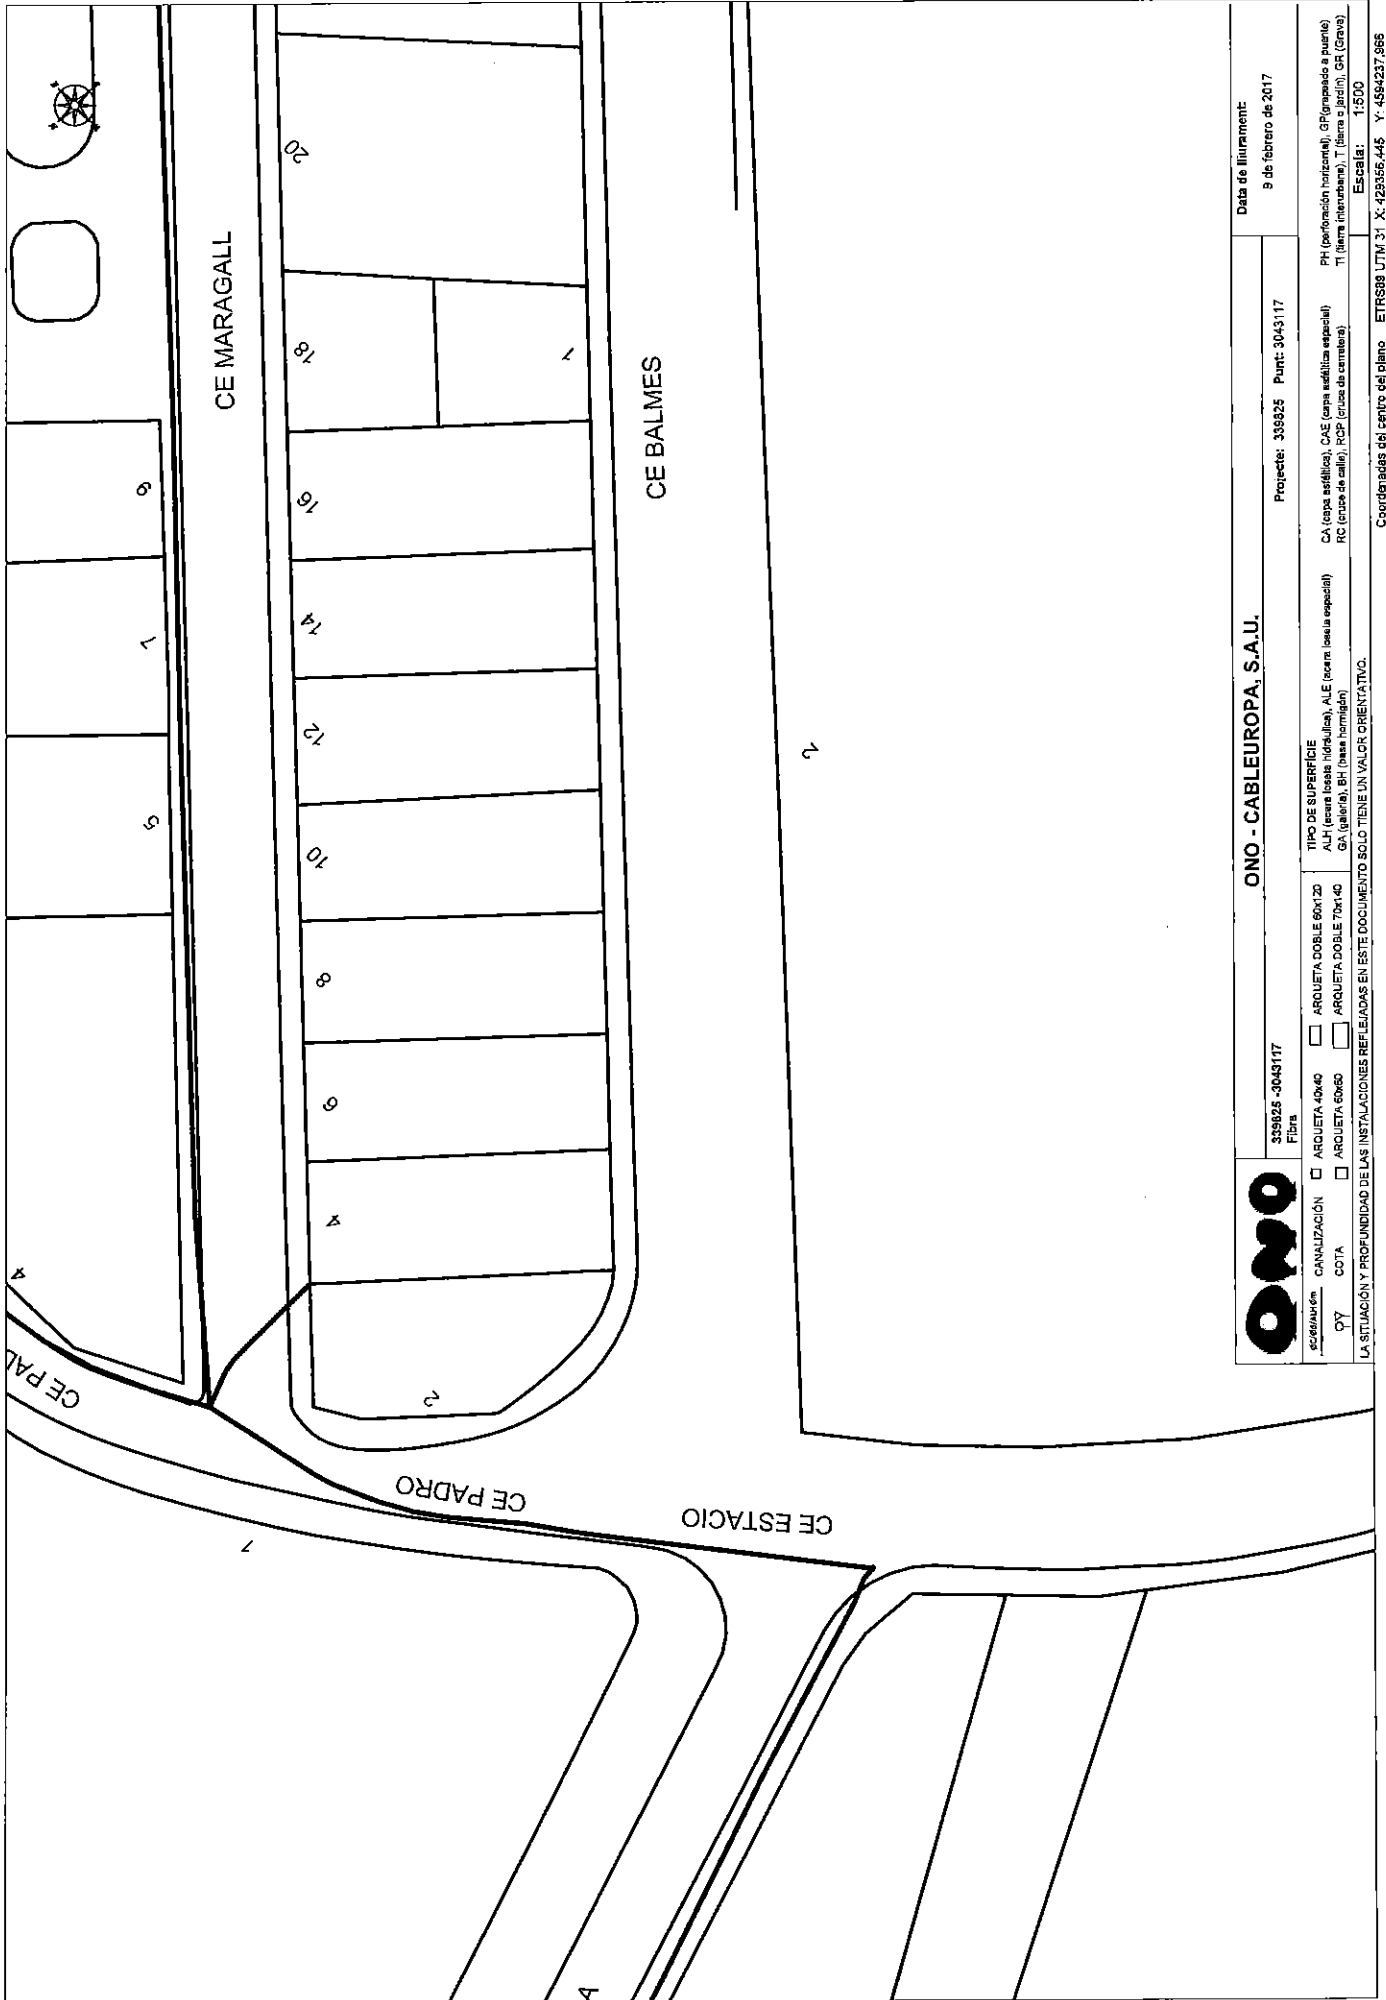 CE PAD
4
5
7
9
CE MARAGALL
2
4
6
8
10
12
14
16
18
20
1
CE BALMES
1
CE PADRO
CE ESTACIO
2
A
ONO
339825 -3043117
Fibra
ONO - CABLEUROPA, S.A.U.
Projecte: 339825 Punt: 3043117
Data de lliurament:
9 de febrero de 2017
CANALIZACIÓN
COTA
ARQUETA 40x40
ARQUETA 60x60
ARQUETA DOBLE 60x120
ARQUETA DOBLE 70x140
TIPO DE SUPERFÍCIE
ALH (acera loseta hidráulica), ALE (acera loseta especial)
GA (galería), BH (base hormigón)
CA (capa asfáltica), CAE (capa asfáltica especial)
RC (cruce de calle), RCP (cruce de carretera)
PH (perforación horizontal), GP(grapeado a puente)
TI (tierra interurbana), T (tierra o jardín), GR (Grava)
LA SITUACIÓN Y PROFUNDIDAD DE LAS INSTALACIONES REFLEJADAS EN ESTE DOCUMENTO SOLO TIENE UN VALOR ORIENTATIVO.
Escala: 1:500
Coordenadas del centro del plano ETRS89 UTM 31 X: 429356,445 Y: 4594237,965